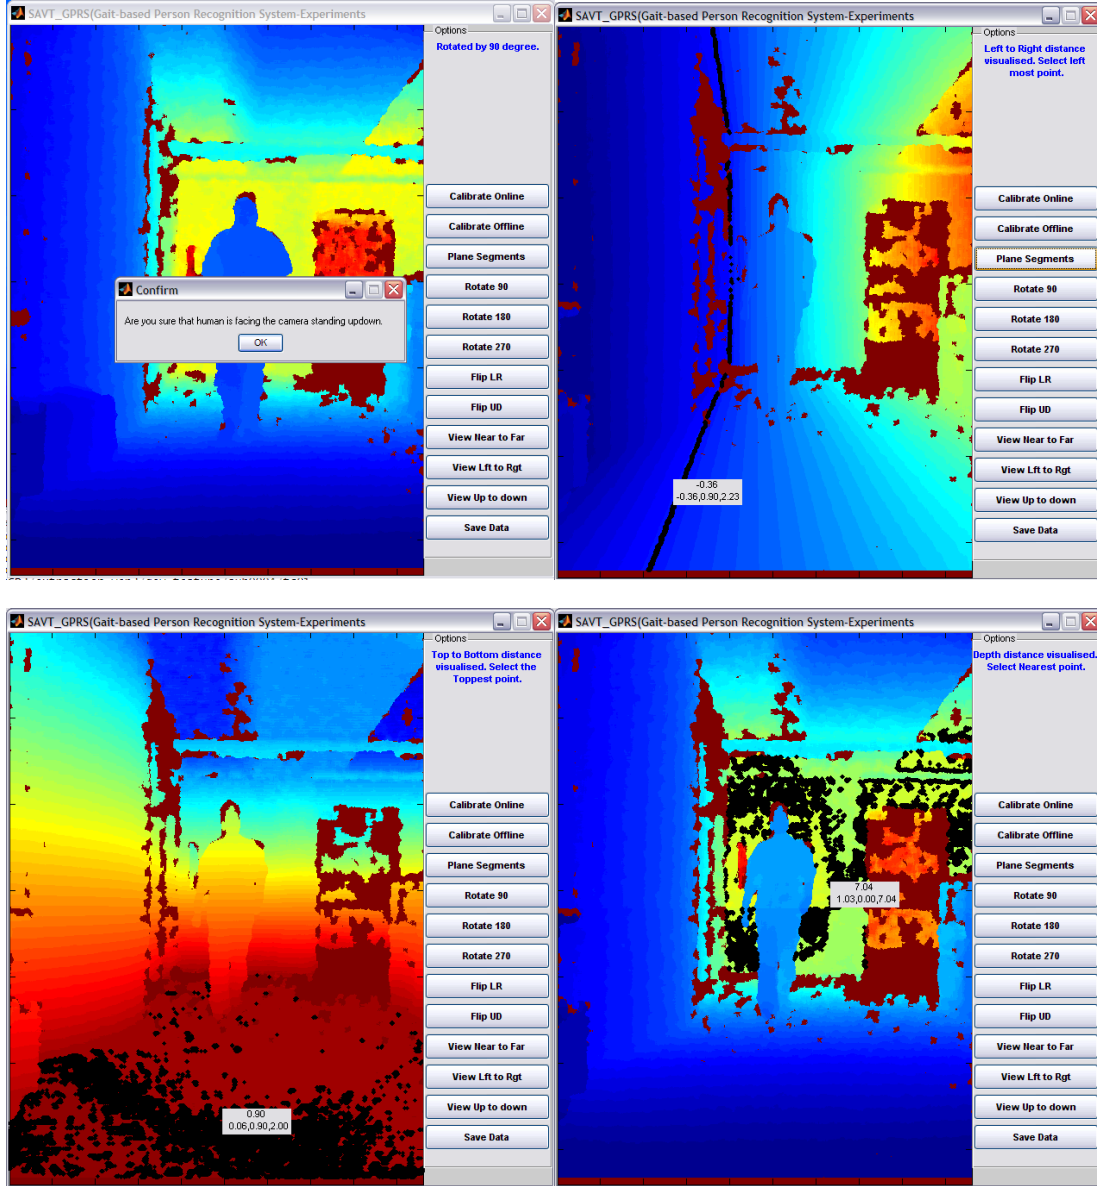 SAVT_GPRS(Gait-based Person Recognition System-Experiments
Options
Rotated by 90 degree.
Calibrate Online
Calibrate Offline
Plane Segments
Rotate 90
Rotate 180
Rotate 270
Flip LR
Flip UD
View Near to Far
View Lft to Rgt
View Up to down
Save Data
Confirm
Are you sure that human is facing the camera standing updown.
OK
SAVT_GPRS(Gait-based Person Recognition System-Experiments
Options
Left to Right distance
visualised. Select left
most point.
Calibrate Online
Calibrate Offline
Plane Segments
Rotate 90
Rotate 180
Rotate 270
Flip LR
Flip UD
View Near to Far
View Lft to Rgt
View Up to down
Save Data
-0.36
-0.36,0.90,2.23
SAVT_GPRS(Gait-based Person Recognition System-Experiments
Options
Top to Bottom distance
visualised. Select the
Toppest point.
Calibrate Online
Calibrate Offline
Plane Segments
Rotate 90
Rotate 180
Rotate 270
Flip LR
Flip UD
View Near to Far
View Lft to Rgt
View Up to down
Save Data
0.90
0.06,0.90,2.00
SAVT_GPRS(Gait-based Person Recognition System-Experiments
Options
Depth distance visualised.
Select Nearest point.
Calibrate Online
Calibrate Offline
Plane Segments
Rotate 90
Rotate 180
Rotate 270
Flip LR
Flip UD
View Near to Far
View Lft to Rgt
View Up to down
Save Data
7.04
1.03,0.00,7.04